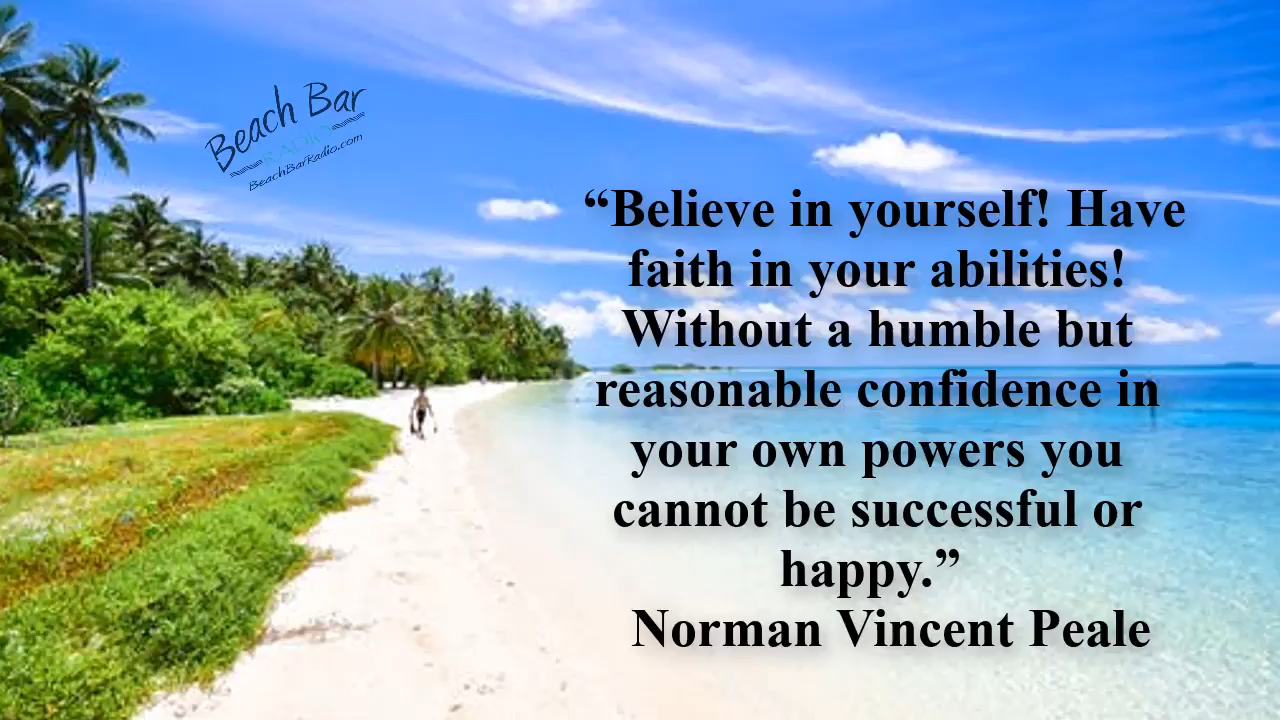 Beach Bar
RADIO
BeachBarRadio.com
“Believe in yourself! Have
faith in your abilities!
Without a humble but
reasonable confidence in
your own powers you
cannot be successful or
happy.”
Norman Vincent Peale